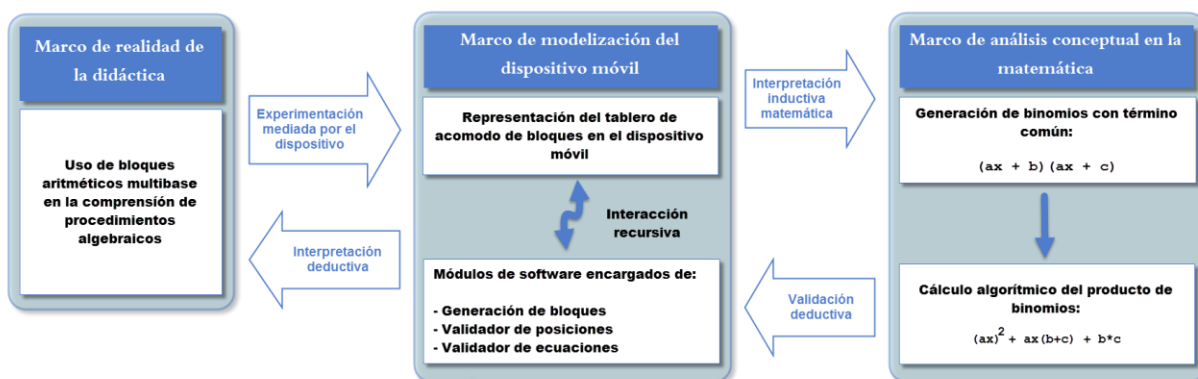 Marco de realidad de
la didáctica
Uso de bloques
aritméticos multibase
en la comprensión de
procedimientos
algebraicos
Experimentación
mediada por el
dispositivo
Interpretación
deductiva
Marco de modelización del
dispositivo móvil
Representación del tablero de
acomodo de bloques en el dispositivo
móvil
Interacción
recursiva
Módulos de software encargados de:
- Generación de bloques
- Validador de posiciones
- Validador de ecuaciones
Interpretación
inductiva
matemática
Validación
deductiva
Marco de análisis conceptual en la
matemática
Generación de binomios con término
común:
(ax + b)(ax + c)
Cálculo algorítmico del producto de
binomios:
(ax)² + ax(b+c) + b*c